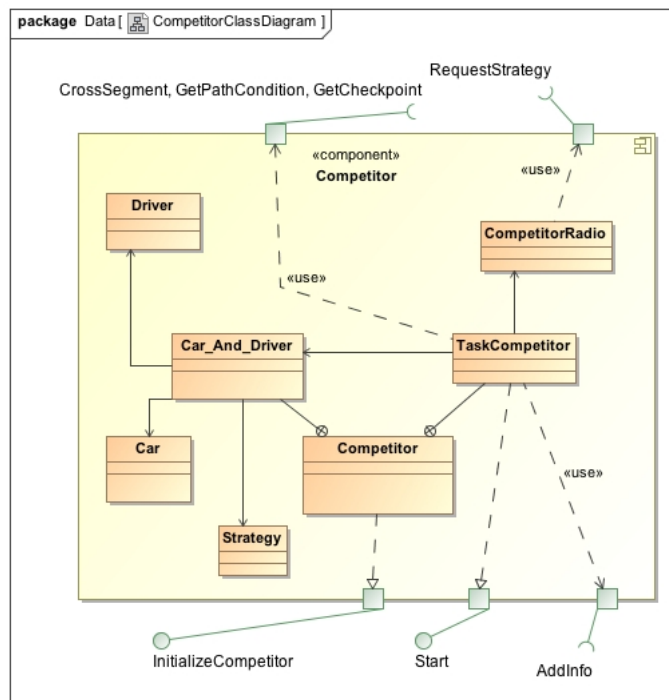 package Data [ CompetitorClassDiagram ]
RequestStrategy
CrossSegment, GetPathCondition, GetCheckpoint
«component»
Competitor
«use»
Driver
CompetitorRadio
«use»
Car_And_Driver
TaskCompetitor
Car
Competitor
«use»
Strategy
InitializeCompetitor
Start
AddInfo